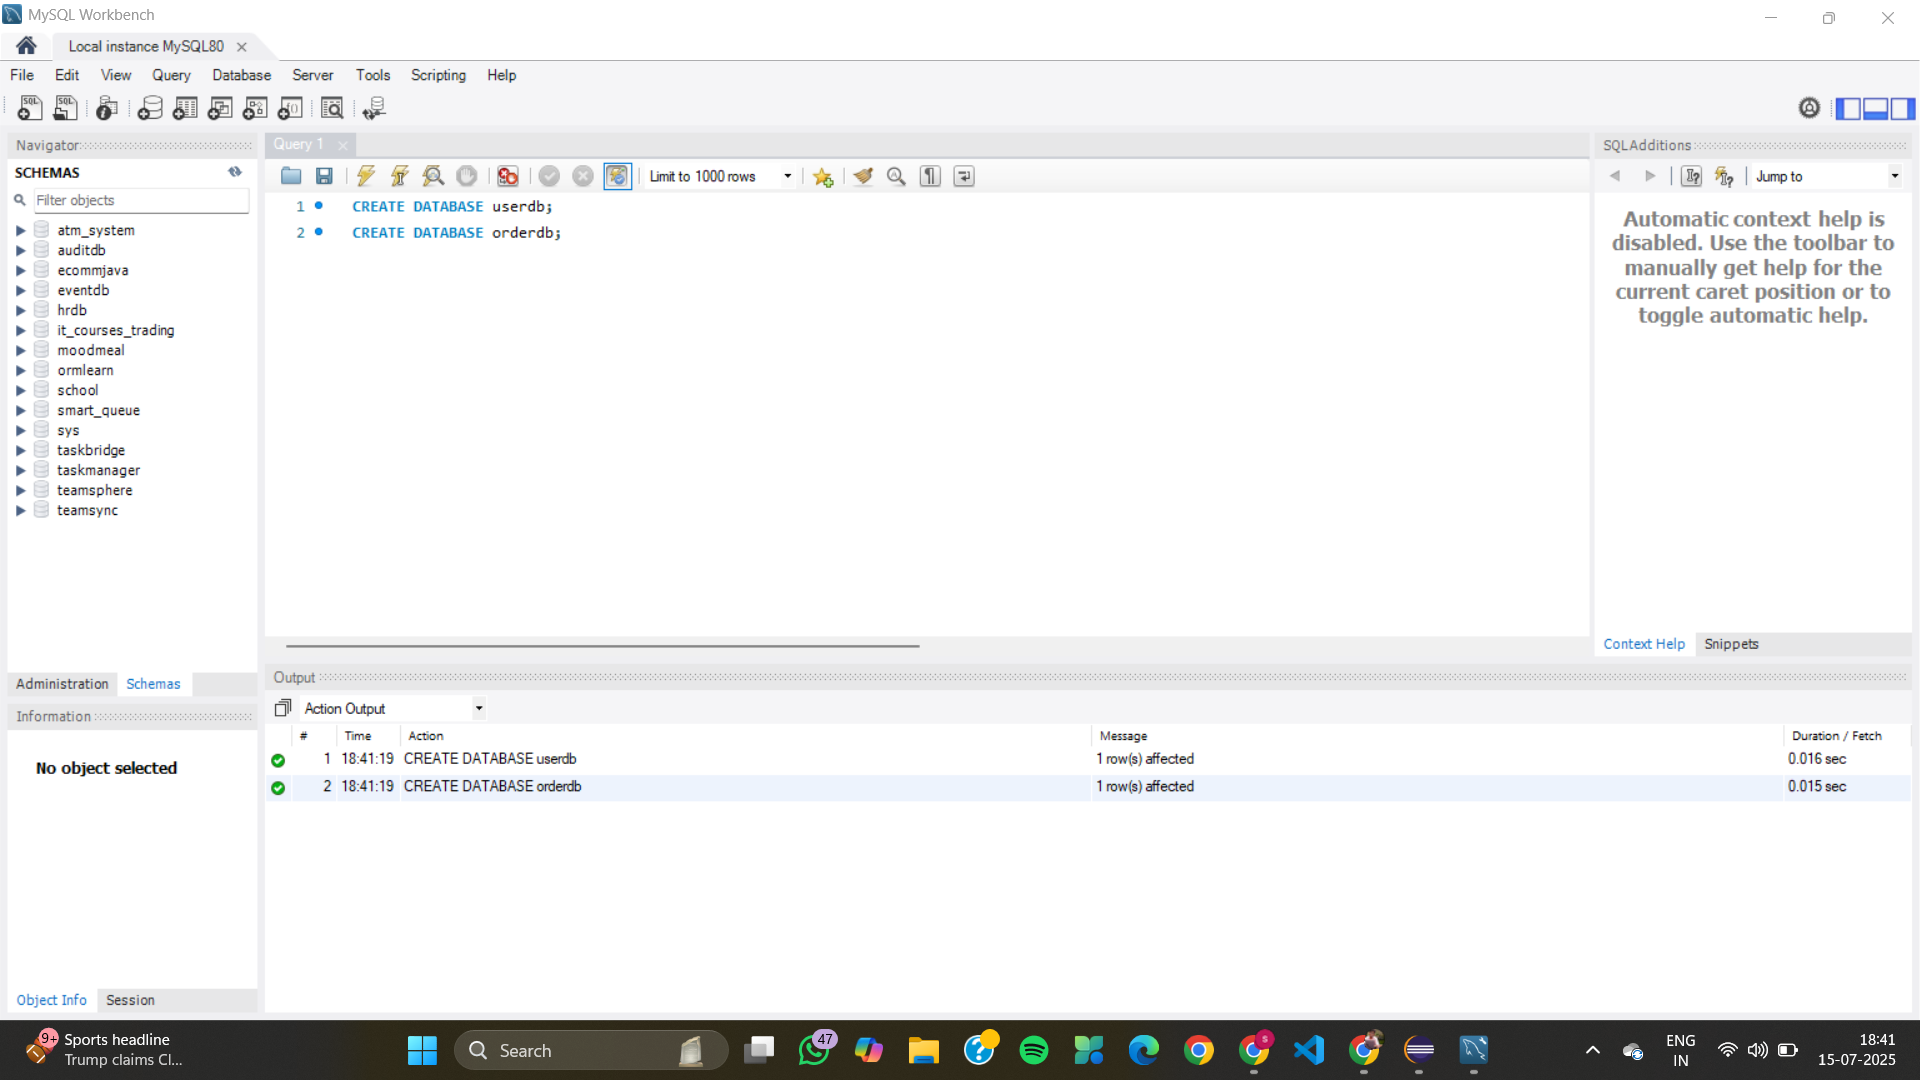 MySQL Workbench
Local instance MySQL80
File Edit View Query Database Server Tools Scripting Help
Navigator
SCHEMAS
Filter objects
atm_system
auditdb
ecommjava
eventdb
hrdb
it_courses_trading
moodmeal
ormlearn
school
smart_queue
sys
taskbridge
taskmanager
teamsphere
teamsync
Administration Schemas
Information
No object selected
Object Info Session
Query 1
Limit to 1000 rows
1 CREATE DATABASE userdb;
2 CREATE DATABASE orderdb;
SQLAdditions
Jump to
Automatic context help is
disabled. Use the toolbar to
manually get help for the
current caret position or to
toggle automatic help.
Context Help Snippets
Output
Action Output
# Time Action Message Duration / Fetch
1 18:41:19 CREATE DATABASE userdb 1 row(s) affected 0.016 sec
2 18:41:19 CREATE DATABASE orderdb 1 row(s) affected 0.015 sec
9+
Sports headline
Trump claims Cl...
Search
47
ENG
IN
18:41
15-07-2025